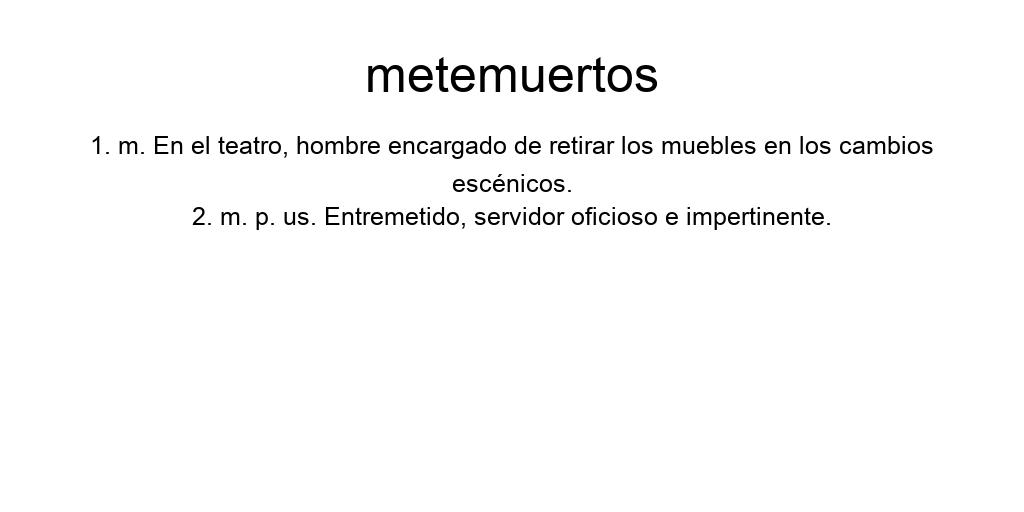 metemuertos
1. m. En el teatro, hombre encargado de retirar los muebles en los cambios
escénicos.
2. m. p. us. Entremetido, servidor oficioso e impertinente.